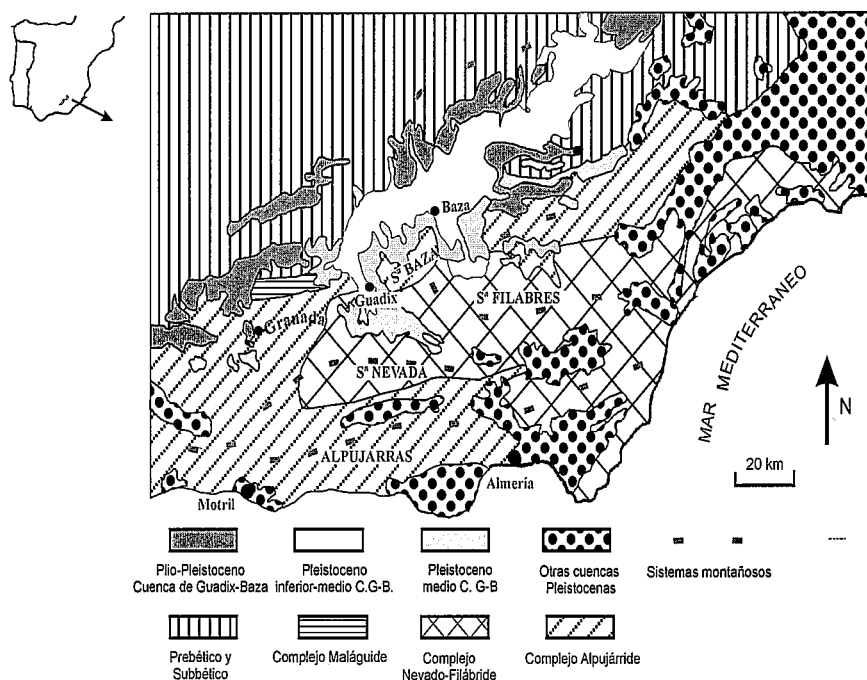 Baza
Sª BAZA
Guadix
Sª FILABRES
Granada
Sª NEVADA
MAR MEDITERRANEO
N
20 km
ALPUJARRAS
Almería
Motril
Plio-Pleistoceno
Cuenca de Guadix-Baza
Pleistoceno
inferior-medio C.G-B.
Pleistoceno
medio C. G-B
Otras cuencas
Pleistocenas
Sistemas montañosos
Prebético y
Subbético
Complejo Maláguide
Complejo
Nevado-Filábride
Complejo Alpujárride